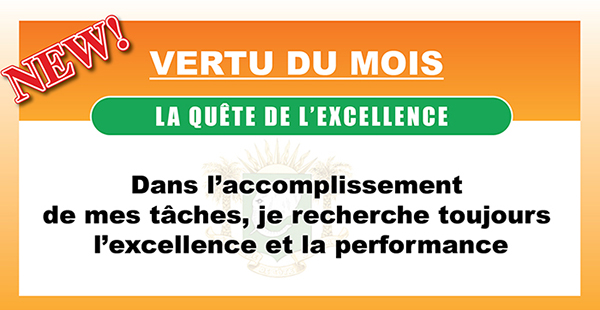 NEW!
VERTU DU MOIS
LA QUÊTE DE L'EXCELLENCE
Dans l'accomplissement
de mes tâches, je recherche toujours
l'excellence et la performance